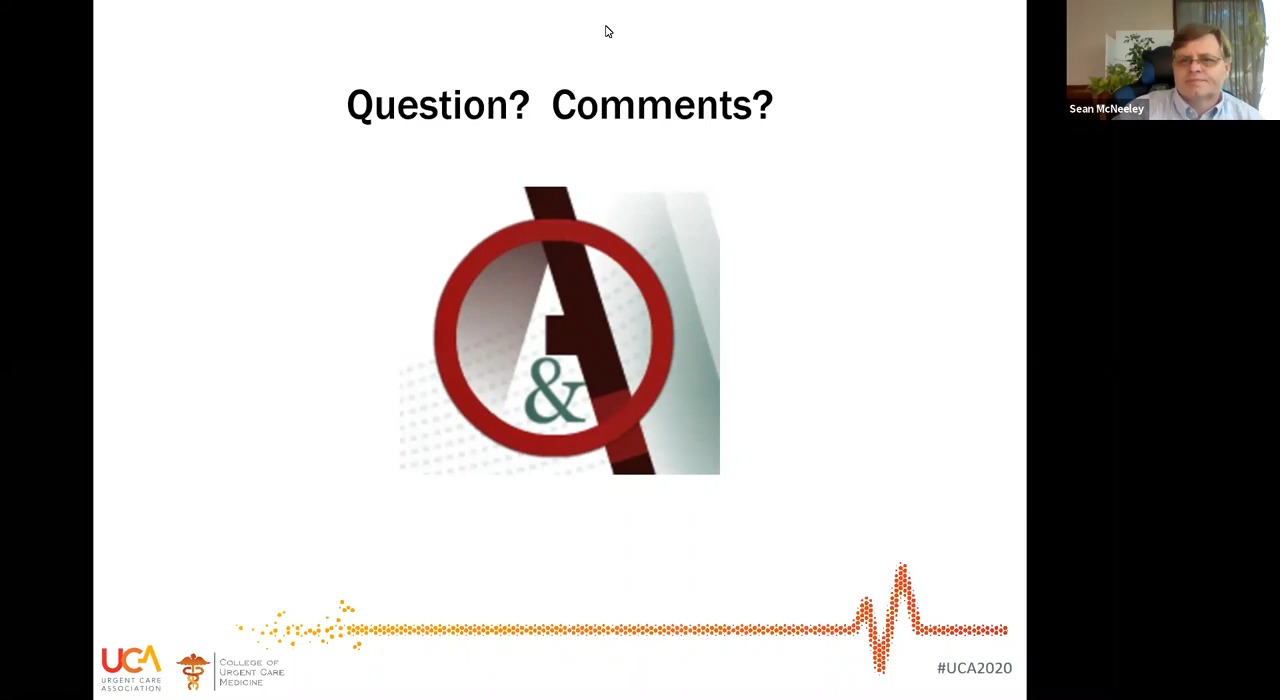 Question? Comments?
Sean McNeeley
A
&
UCA
URGENT CARE
ASSOCIATION
COLLEGE OF
URGENT CARE
MEDICINE
#UCA2020